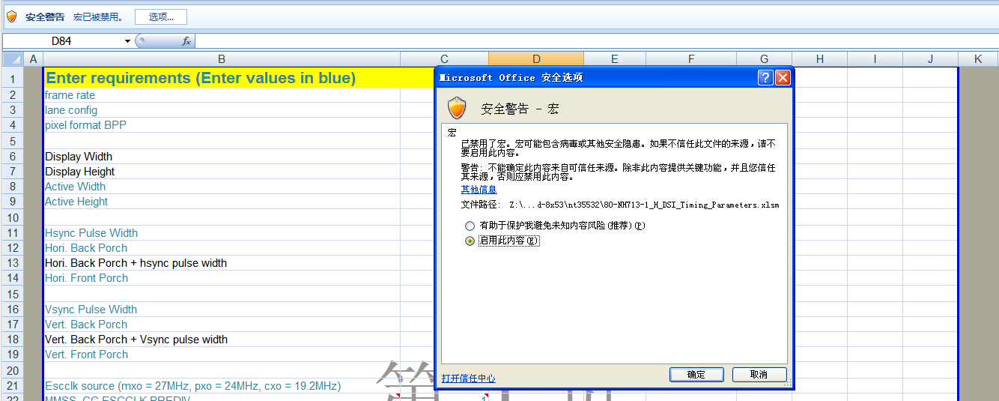 安全警告 宏已被禁用。 选项...
D84 fx
A B C D E F G H I J K
1 Enter requirements (Enter values in blue)
2 frame rate
3 lane config
4 pixel format BPP
5
6 Display Width
7 Display Height
8 Active Width
9 Active Height
10
11 Hsync Pulse Width
12 Hori. Back Porch
13 Hori. Back Porch + hsync pulse width
14 Hori. Front Porch
15
16 Vsync Pulse Width
17 Vert. Back Porch
18 Vert. Back Porch + Vsync pulse width
19 Vert. Front Porch
20
21 Escclk source (mxo = 27MHz, pxo = 24MHz, cxo = 19.2MHz)
22 MMSS_CC ESCCLK PREDIV 1
第
Microsoft Office 安全选项
安全警告 - 宏
宏
已禁用了宏。宏可能包含病毒或其他安全隐患。如果不信任此文件的来源，请不
要启用此内容。
警告: 不能确定此内容来自可信任来源。除非此内容提供关键功能，并且您信任
其来源，否则应禁用此内容。
其他信息
文件路径: Z:\...d-8x53\nt35532\80-NH713-1_H_DSI_Timing_Parameters.xlsm
有助于保护我避免未知内容风险(推荐)(P)
启用此内容(E)
打开信任中心
确定 取消